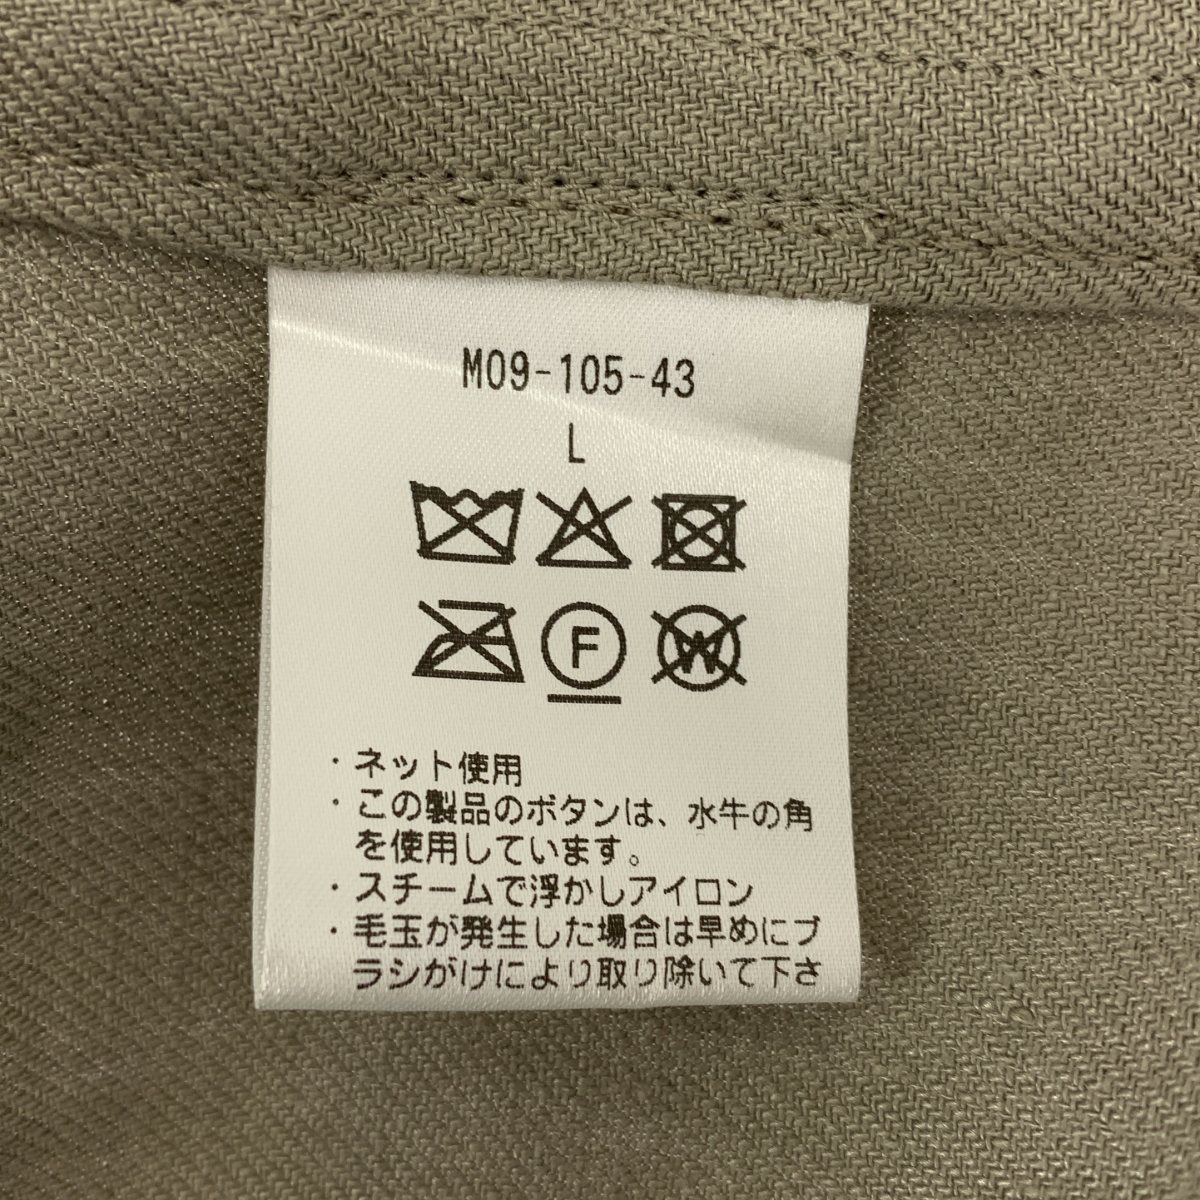 M09-105-43
L
F
W
・ネット使用
・この製品のボタンは、水牛の角
を使用しています。
・スチームで浮かしアイロン
・毛玉が発生した場合は早めにブ
ラシがけにより取り除いて下さ